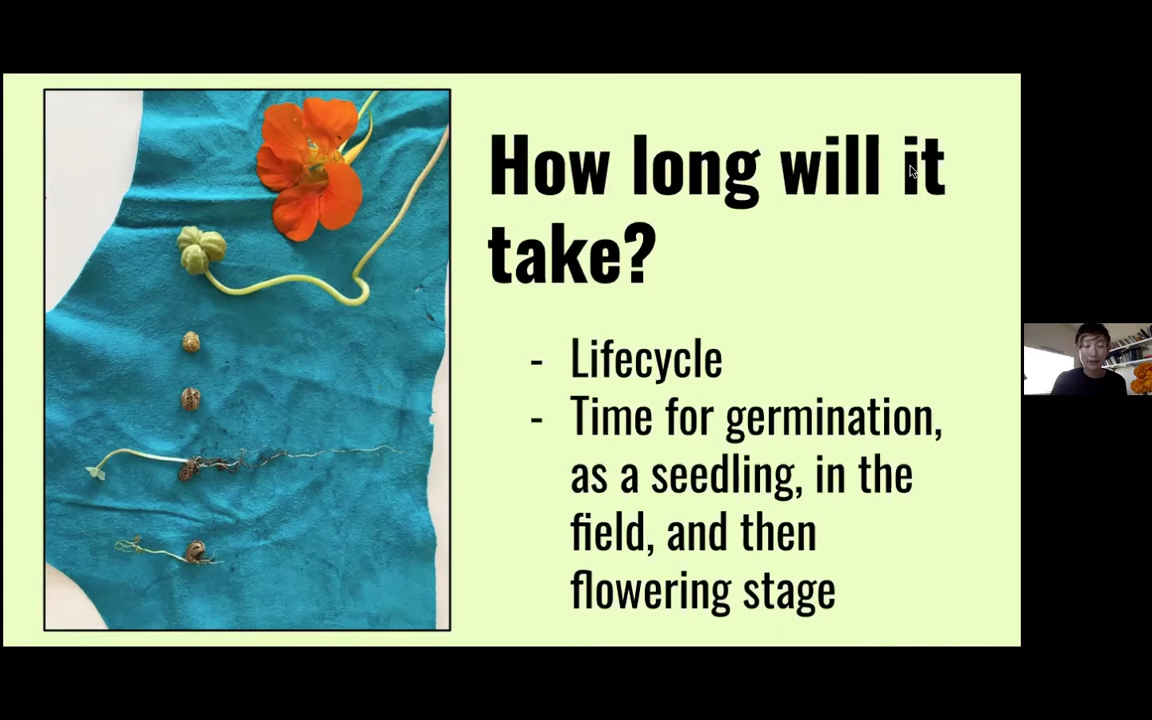 How long will it
take?
- Lifecycle
- Time for germination,
as a seedling, in the
field, and then
flowering stage